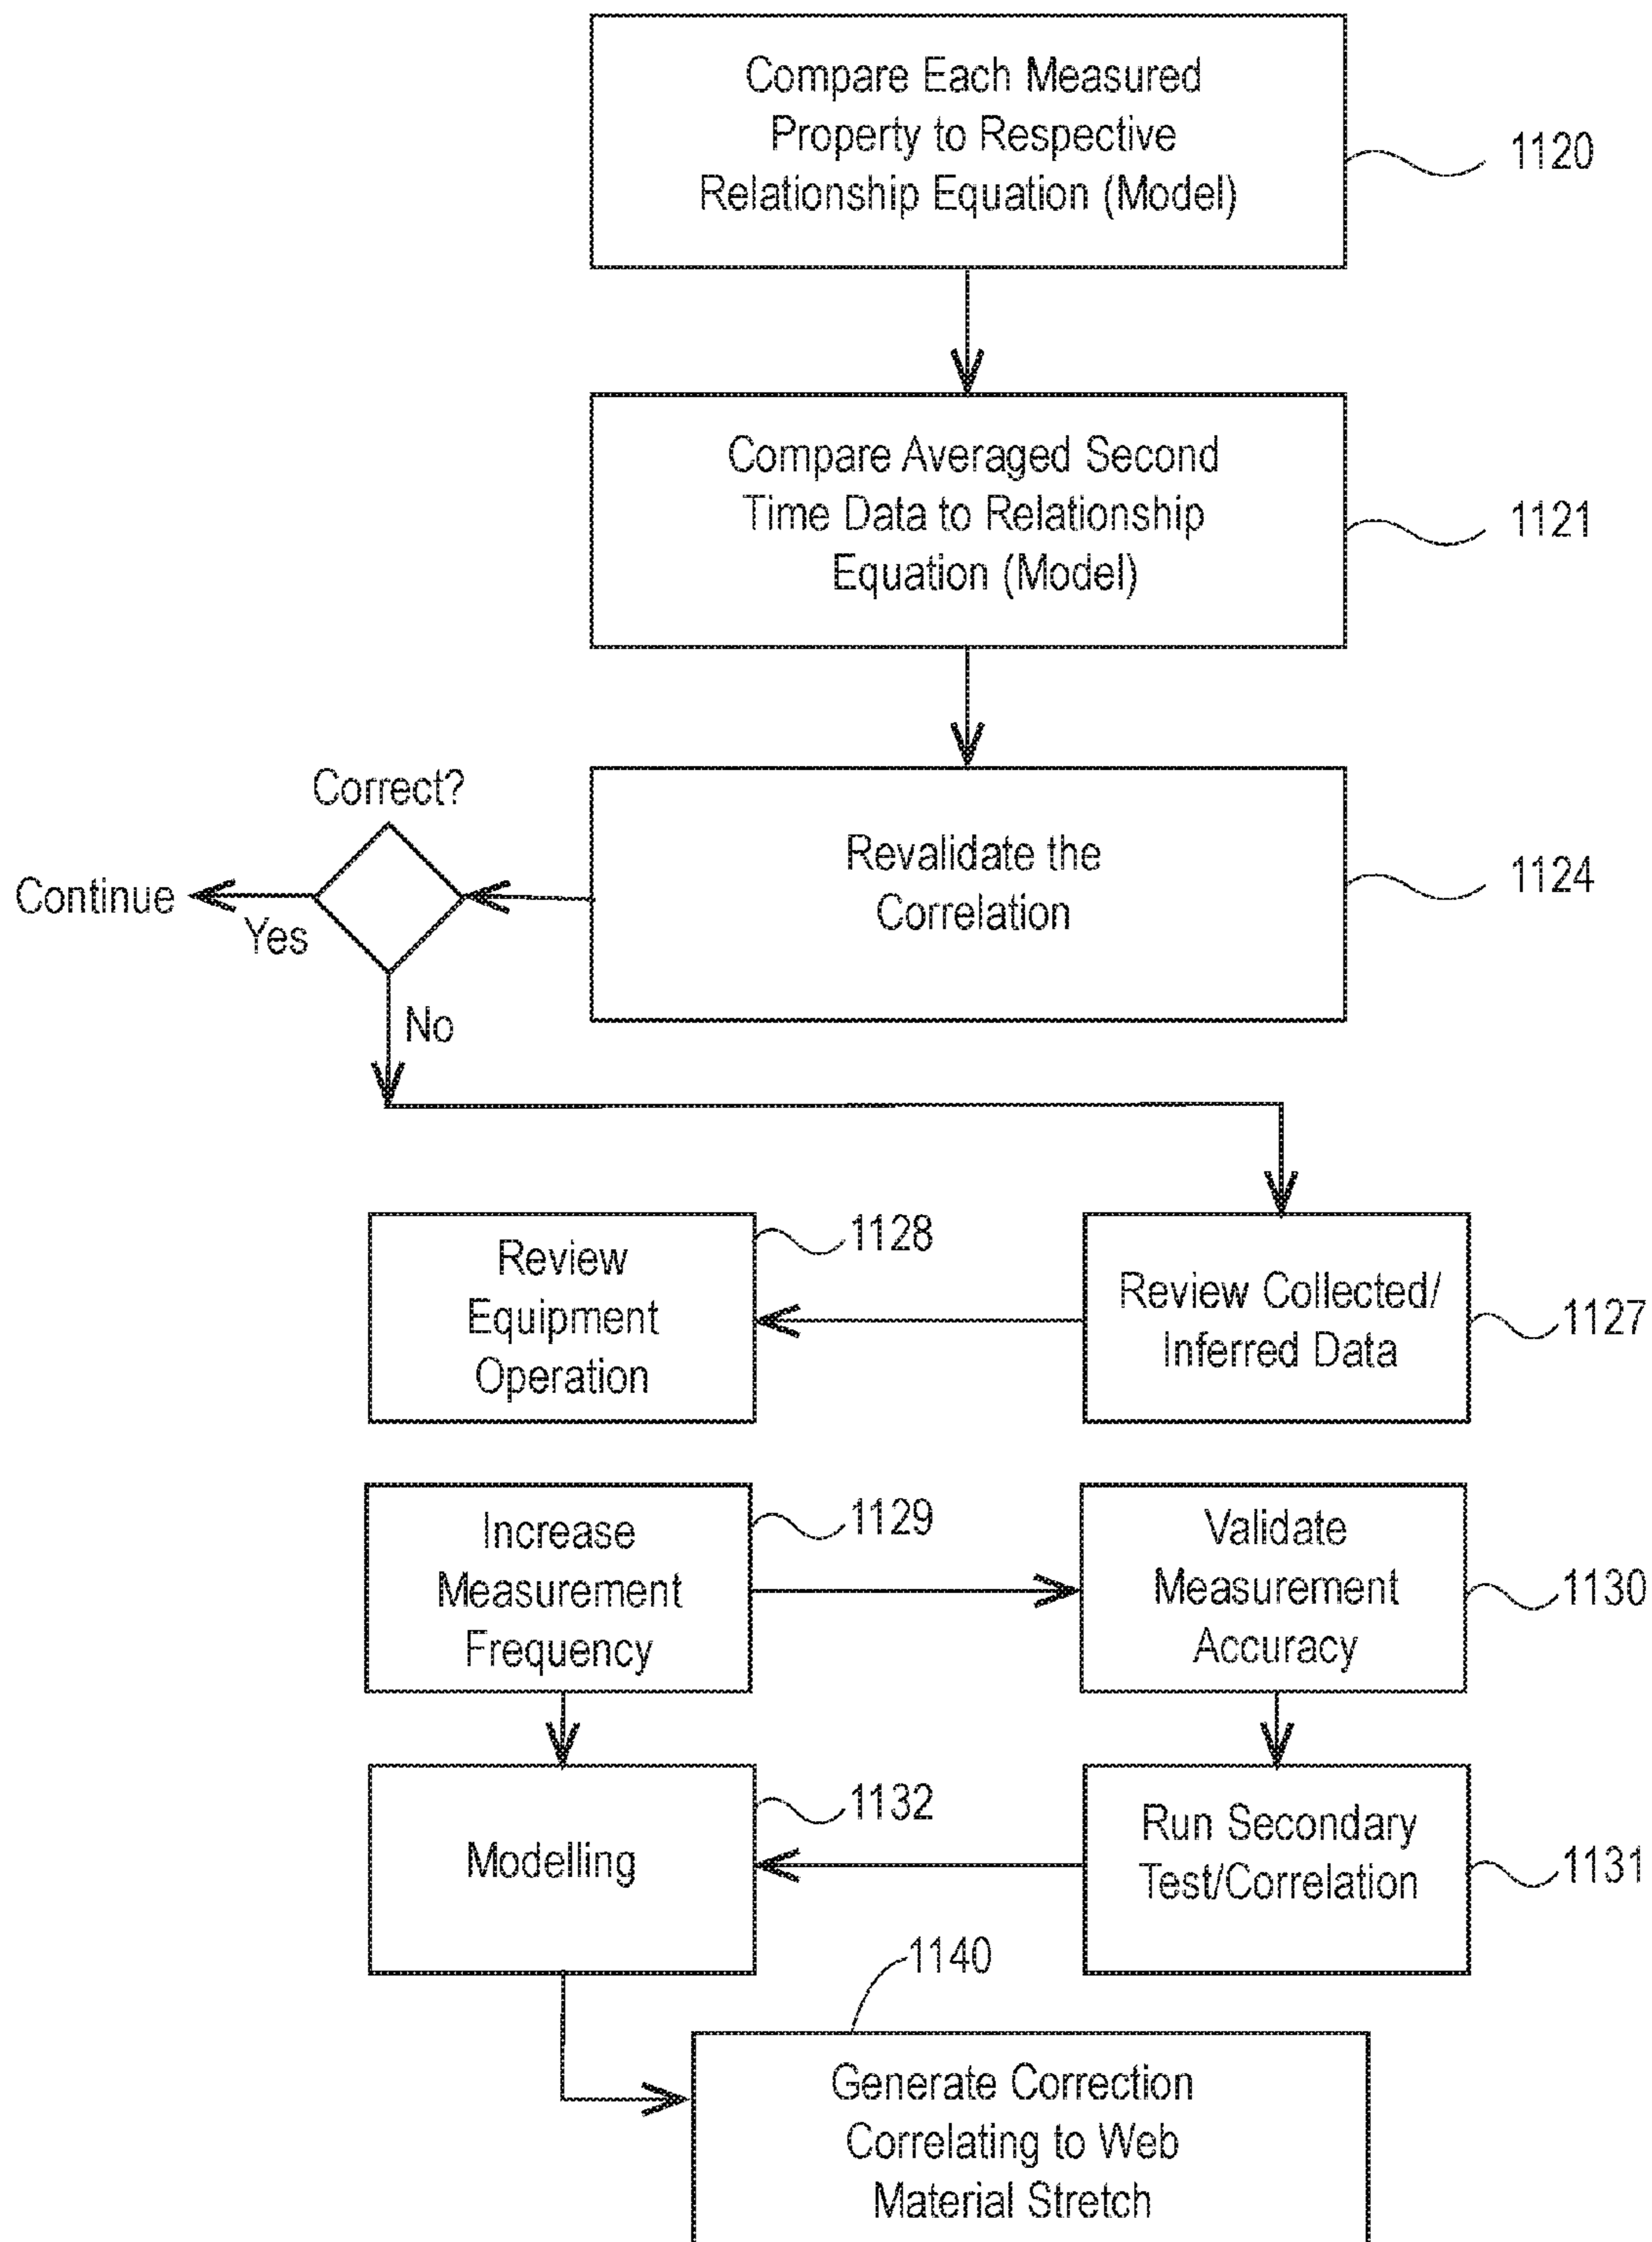 Compare Each Measured
Property to Respective
Relationship Equation (Model)
1120
Compare Averaged Second
Time Data to Relationship
Equation (Model)
1121
Correct?
Continue
Yes
No
Revalidate the
Correlation
1124
Review
Equipment
Operation
1128
Review Collected/
Inferred Data
1127
Increase
Measurement
Frequency
1129
Validate
Measurement
Accuracy
1130
Modelling
1132
Run Secondary
Test/Correlation
1131
1140
Generate Correction
Correlating to Web
Material Stretch